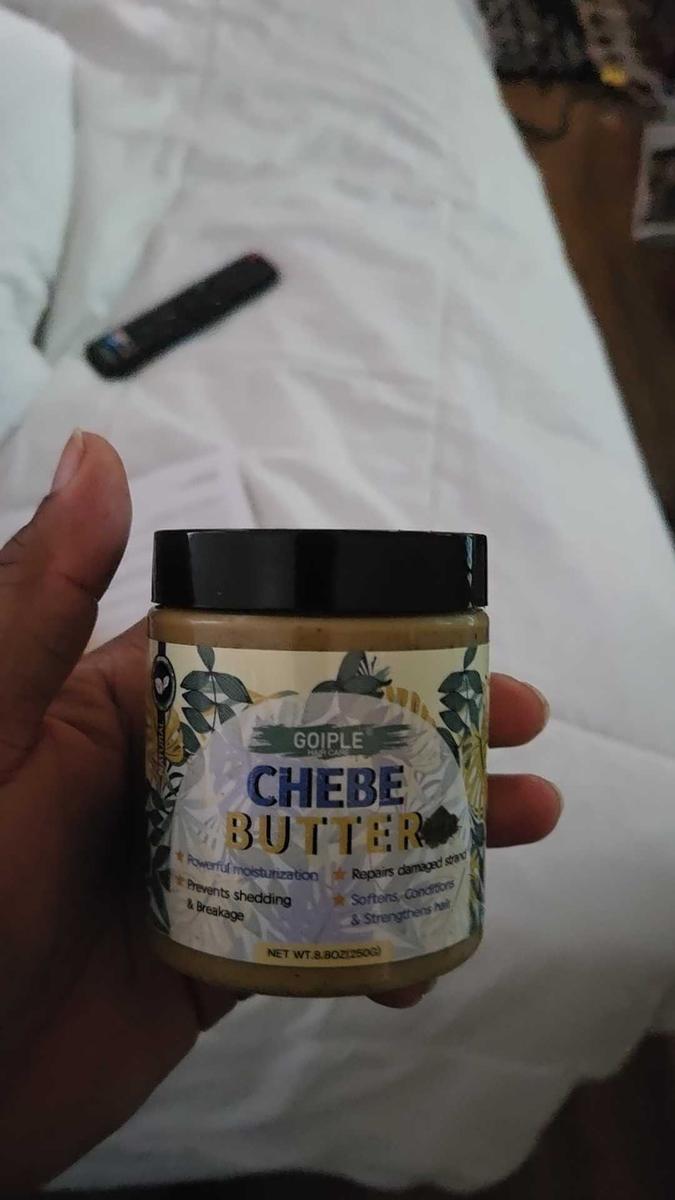 NATURAL
GOIPLE
HAIR CARE
CHEBE
BUTTER
Powerful moisturization
Prevents shedding
& Breakage
Repairs damaged strand
Softens, Conditions
& Strengthens hair
NET WT.8.8OZ(250G)